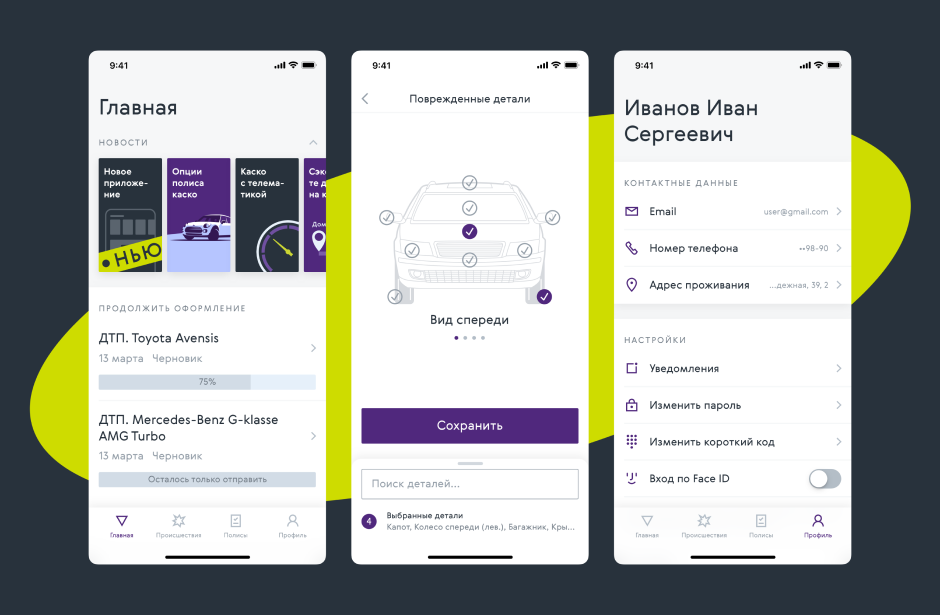 9:41
Главная
НОВОСТИ
Новое
приложе-
ние
НЬЮ
Опции
полиса
каско
Каско
с телема-
тикой
Сэк
те д
на к
Дом
ПРОДОЛЖИТЬ ОФОРМЛЕНИЕ
ДТП. Toyota Avensis
13 марта Черновик
75%
ДТП. Mercedes-Benz G-klasse
AMG Turbo
13 марта Черновик
Осталось только отправить
Главная
Происшествия
Полисы
Профиль
9:41
Поврежденные детали
Вид спереди
Сохранить
Поиск деталей...
4
Выбранные детали
Капот, Колесо спереди (лев.), Багажник, Кры...
9:41
Иванов Иван
Сергеевич
КОНТАКТНЫЕ ДАННЫЕ
Email user@gmail.com
Номер телефона ••98-90
Адрес проживания ...дежная, 39, 2
НАСТРОЙКИ
Уведомления
Изменить пароль
Изменить короткий код
Вход по Face ID
Главная
Происшествия
Полисы
Профиль